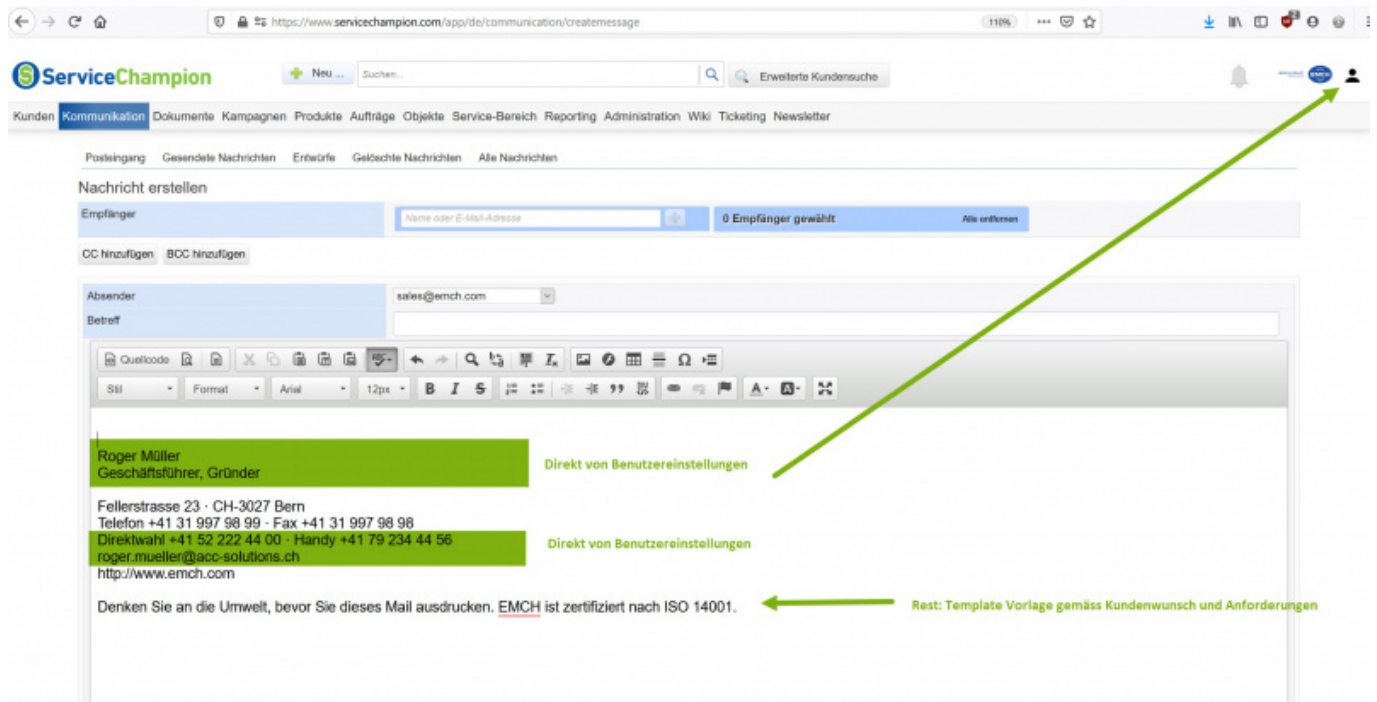 https://www.servicechampion.com/app/de/communication/createmessage 110%
ServiceChampion Neu ... Suchen... Erweiterte Kundensuche EMCH
Kunden Kommunikation Dokumente Kampagnen Produkte Aufträge Objekte Service-Bereich Reporting Administration Wiki Ticketing Newsletter
Posteingang Gesendete Nachrichten Entwürfe Gelöschte Nachrichten Alle Nachrichten
Nachricht erstellen
Empfänger Name oder E-Mail-Adresse 0 Empfänger gewählt Alle entfernen
CC hinzufügen BCC hinzufügen
Absender sales@emch.com
Betreff
Quellcode
Stil Format Arial 12px B I S
Roger Müller
Geschäftsführer, Gründer
Direkt von Benutzereinstellungen
Fellerstrasse 23 · CH-3027 Bern
Telefon +41 31 997 98 99 · Fax +41 31 997 98 98
Direktwahl +41 52 222 44 00 · Handy +41 79 234 44 56
Direkt von Benutzereinstellungen
roger.mueller@acc-solutions.ch
http://www.emch.com
Denken Sie an die Umwelt, bevor Sie dieses Mail ausdrucken. EMCH ist zertifiziert nach ISO 14001.
Rest: Template Vorlage gemäss Kundenwunsch und Anforderungen